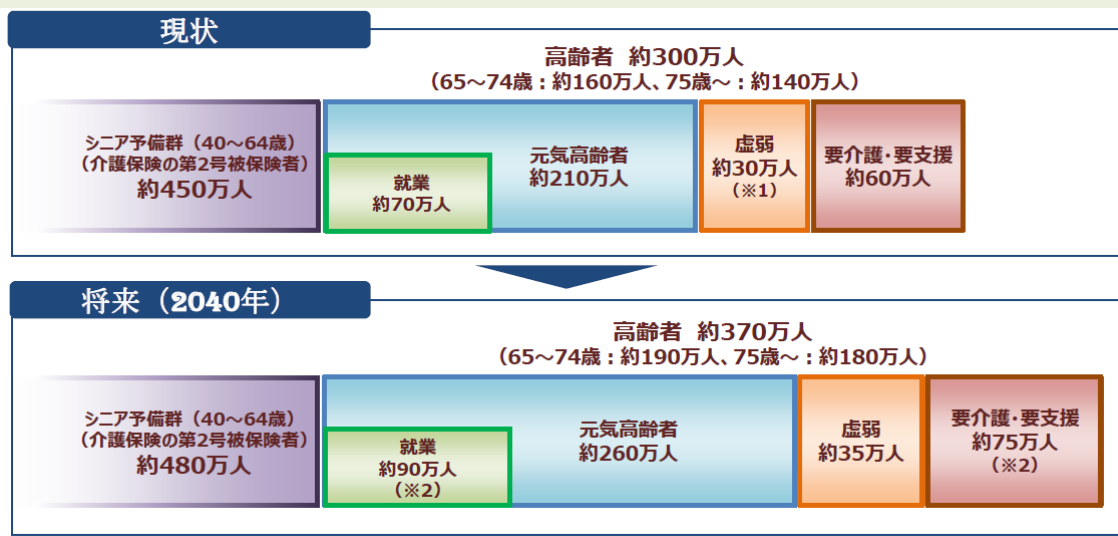 現状
高齢者 約300万人
（65～74歳：約160万人、75歳～：約140万人）
シニア予備群（40～64歳）
（介護保険の第2号被保険者）
約450万人
就業
約70万人
元気高齢者
約210万人
虚弱
約30万人
（※1）
要介護・要支援
約60万人
将来（2040年）
高齢者 約370万人
（65～74歳：約190万人、75歳～：約180万人）
シニア予備群（40～64歳）
（介護保険の第2号被保険者）
約480万人
就業
約90万人
（※2）
元気高齢者
約260万人
虚弱
約35万人
要介護・要支援
約75万人
（※2）